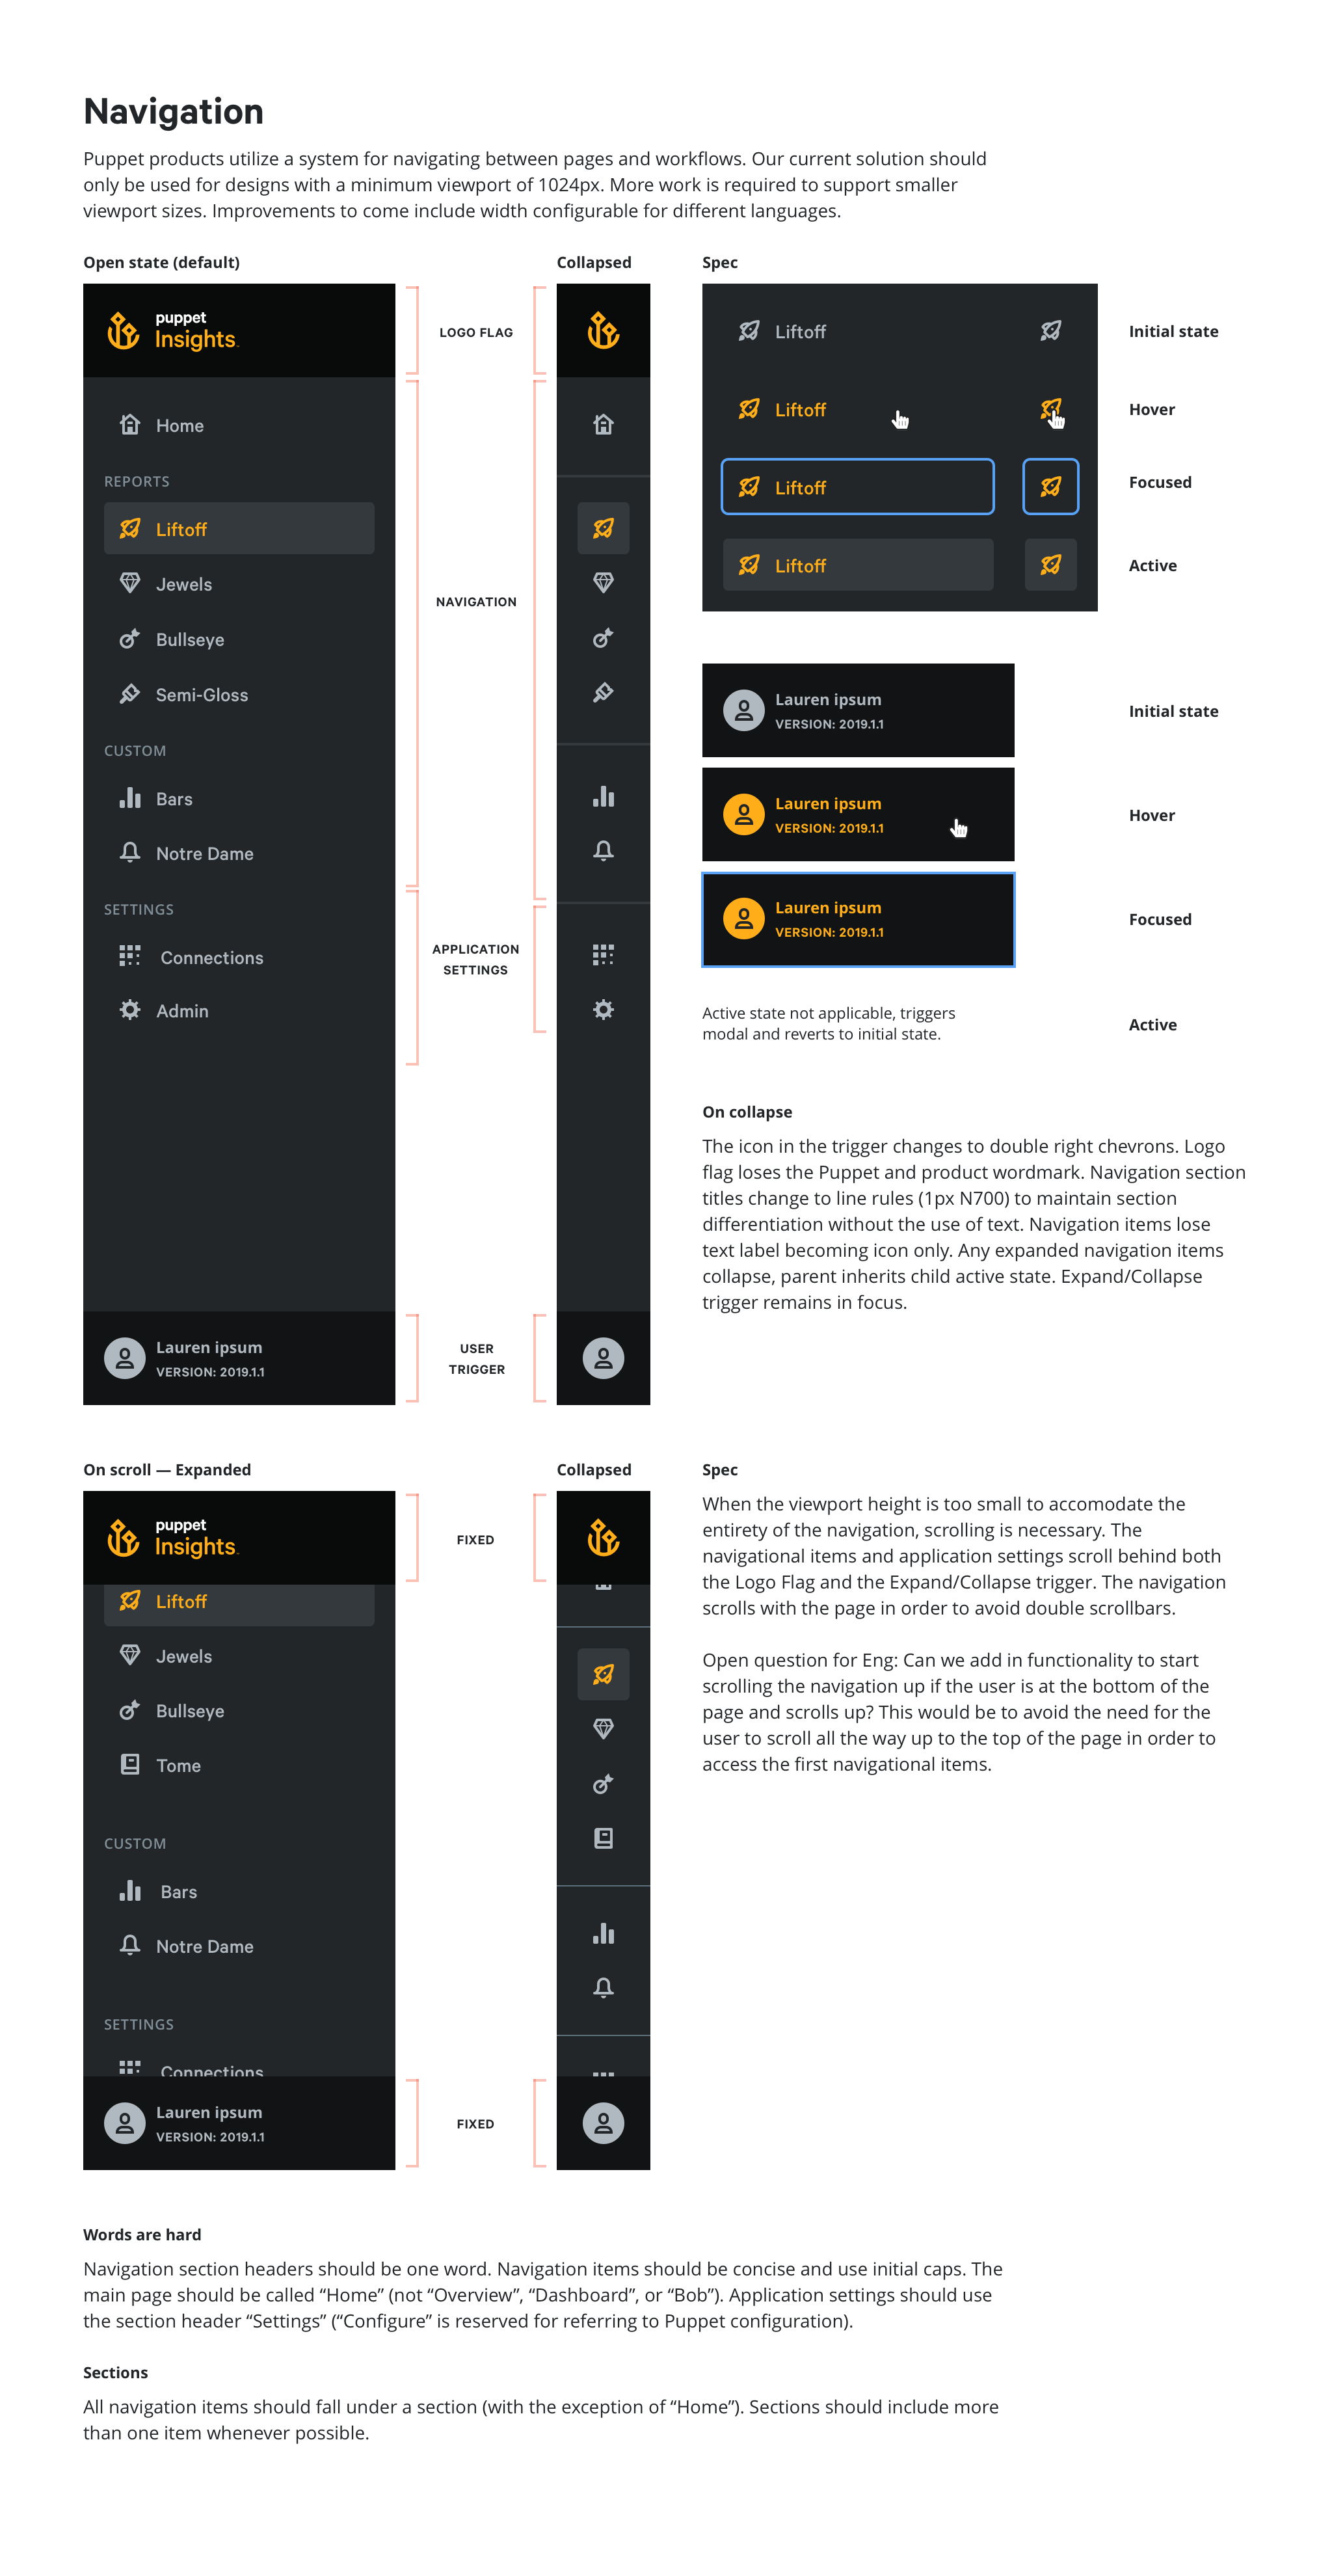 Navigation
Puppet products utilize a system for navigating between pages and workflows. Our current solution should
only be used for designs with a minimum viewport of 1024px. More work is required to support smaller
viewport sizes. Improvements to come include width configurable for different languages.
Open state (default)
Collapsed
Spec
puppet
Insights
Home
REPORTS
Liftoff
Jewels
Bullseye
Semi-Gloss
CUSTOM
Bars
Notre Dame
SETTINGS
Connections
Admin
Lauren ipsum
VERSION: 2019.1.1
LOGO FLAG
NAVIGATION
APPLICATION
SETTINGS
USER
TRIGGER
Liftoff
Initial state
Liftoff
Hover
Liftoff
Focused
Liftoff
Active
Lauren ipsum
VERSION: 2019.1.1
Initial state
Lauren ipsum
VERSION: 2019.1.1
Hover
Lauren ipsum
VERSION: 2019.1.1
Focused
Active state not applicable, triggers
modal and reverts to initial state.
Active
On collapse
The icon in the trigger changes to double right chevrons. Logo
flag loses the Puppet and product wordmark. Navigation section
titles change to line rules (1px N700) to maintain section
differentiation without the use of text. Navigation items lose
text label becoming icon only. Any expanded navigation items
collapse, parent inherits child active state. Expand/Collapse
trigger remains in focus.
On scroll — Expanded
Collapsed
Spec
puppet
Insights
Liftoff
Jewels
Bullseye
Tome
CUSTOM
Bars
Notre Dame
SETTINGS
Connections
Lauren ipsum
VERSION: 2019.1.1
FIXED
FIXED
When the viewport height is too small to accomodate the
entirety of the navigation, scrolling is necessary. The
navigational items and application settings scroll behind both
the Logo Flag and the Expand/Collapse trigger. The navigation
scrolls with the page in order to avoid double scrollbars.
Open question for Eng: Can we add in functionality to start
scrolling the navigation up if the user is at the bottom of the
page and scrolls up? This would be to avoid the need for the
user to scroll all the way up to the top of the page in order to
access the first navigational items.
Words are hard
Navigation section headers should be one word. Navigation items should be concise and use initial caps. The
main page should be called “Home” (not “Overview”, “Dashboard”, or “Bob”). Application settings should use
the section header “Settings” (“Configure” is reserved for referring to Puppet configuration).
Sections
All navigation items should fall under a section (with the exception of “Home”). Sections should include more
than one item whenever possible.